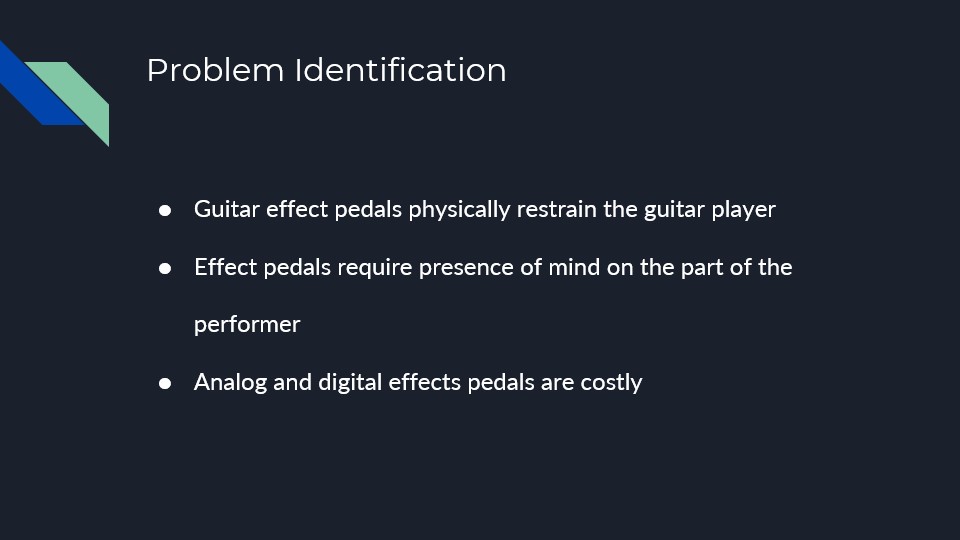 Problem Identification
● Guitar effect pedals physically restrain the guitar player
● Effect pedals require presence of mind on the part of the
performer
● Analog and digital effects pedals are costly